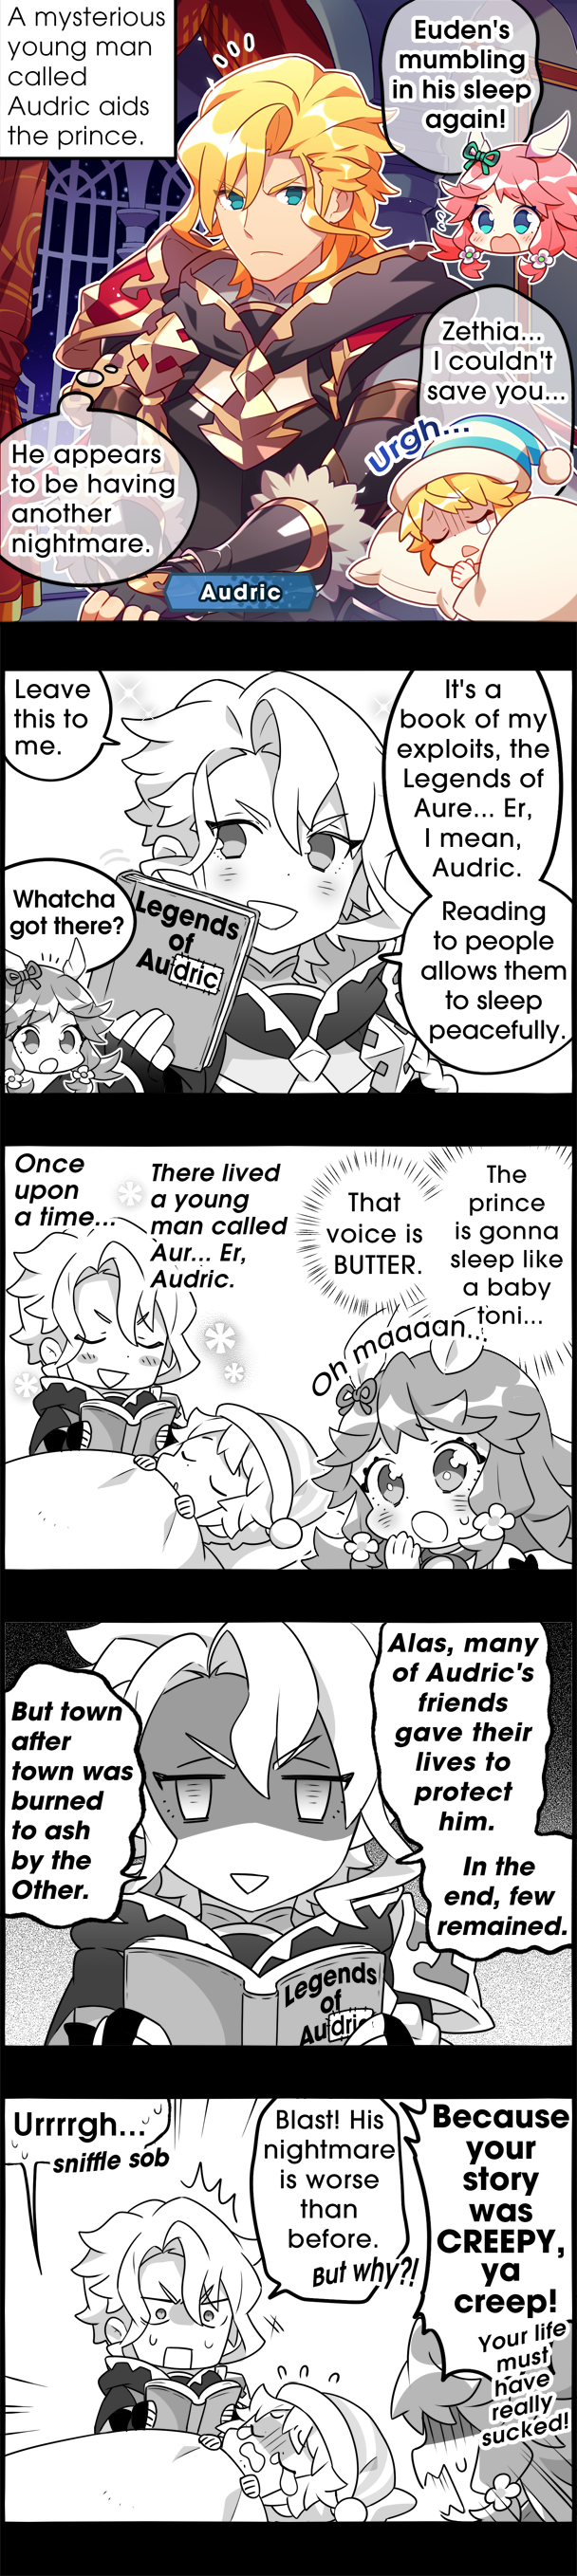 A mysterious
young man
called
Audric aids
the prince.
Euden's
mumbling
in his sleep
again!
Zethia...
I couldn't
save you...
Urgh...
He appears
to be having
another
nightmare.
Audric
Leave
this to
me.
It's a
book of my
exploits, the
Legends of
Aure... Er,
I mean,
Audric.
Whatcha
got there?
Legends
of
Audric
Reading
to people
allows them
to sleep
peacefully.
Once
upon
a time...
There lived
a young
man called
Aur... Er,
Audric.
That
voice is
BUTTER.
The
prince
is gonna
sleep like
a baby
toni...
Oh maaaan...
Alas, many
of Audric's
friends
gave their
lives to
protect
him.
In the
end, few
remained.
But town
after
town was
burned
to ash
by the
Other.
Legends
of
Audric
Urrrrgh...
sniffle sob
Blast! His
nightmare
is worse
than
before.
But why?!
Because
your
story
was
CREEPY,
ya
creep!
Your life
must
have
really
sucked!